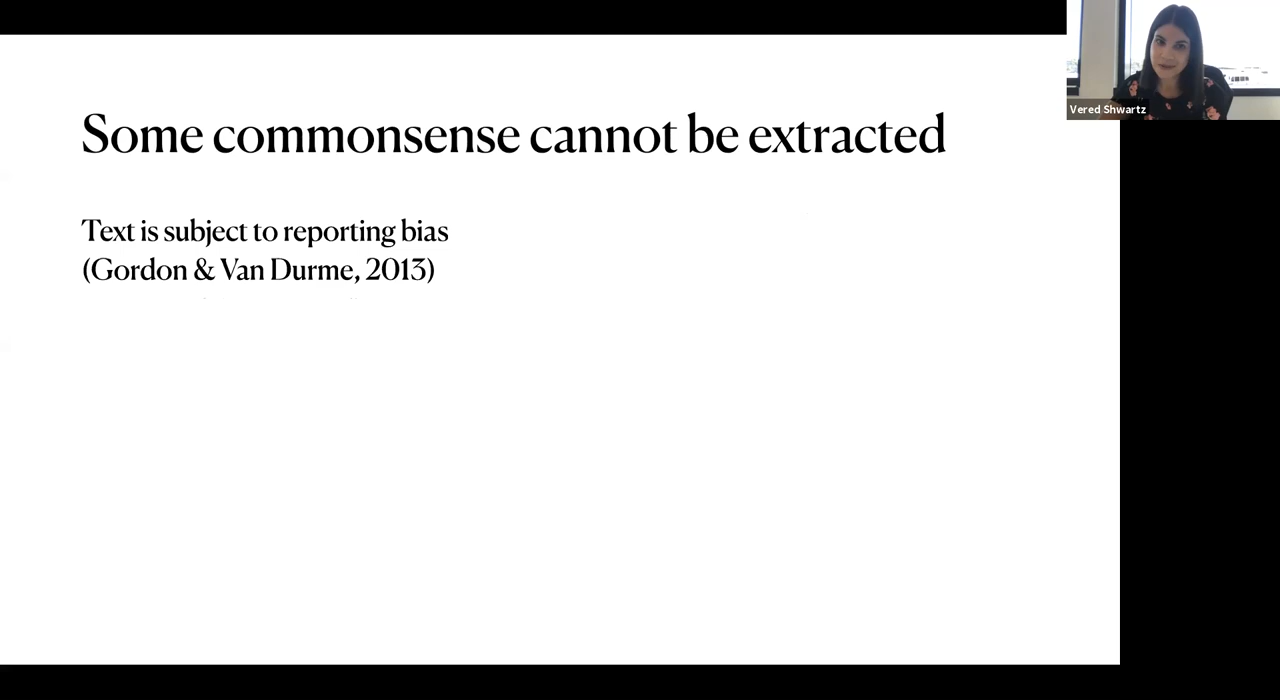 Some commonsense cannot be extracted
Text is subject to reporting bias
(Gordon & Van Durme, 2013)
Vered Shwartz